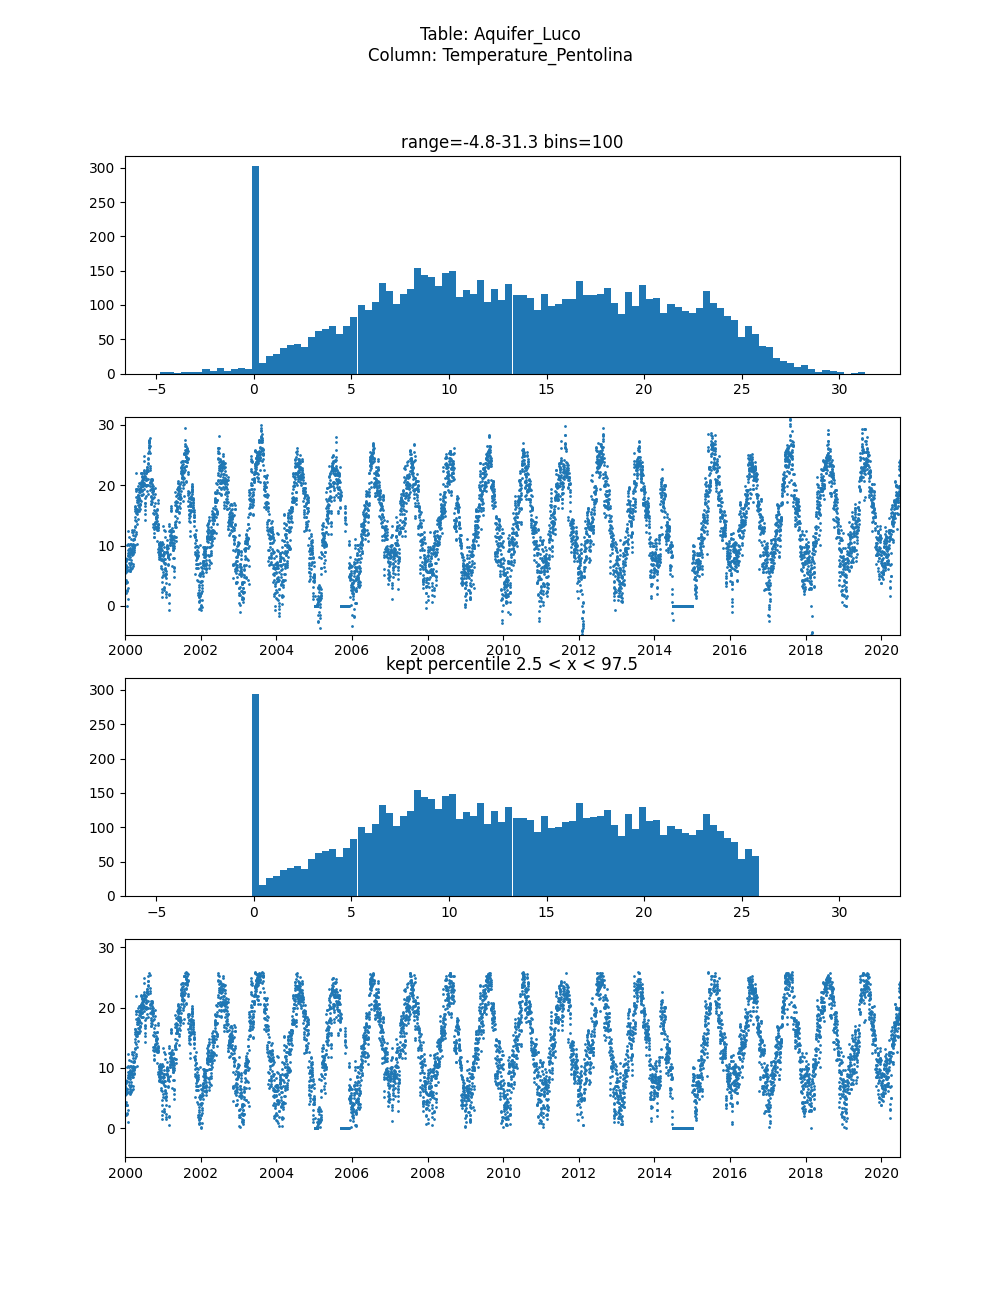 Table: Aquifer_Luco
Column: Temperature_Pentolina
range=-4.8-31.3 bins=100
300
250
200
150
100
50
0
−5 0 5 10 15 20 25 30
30
20
10
0
2000 2002 2004 2006 2008 2010 2012 2014 2016 2018 2020
kept percentile 2.5 < x < 97.5
300
250
200
150
100
50
0
−5 0 5 10 15 20 25 30
30
20
10
0
2000 2002 2004 2006 2008 2010 2012 2014 2016 2018 2020